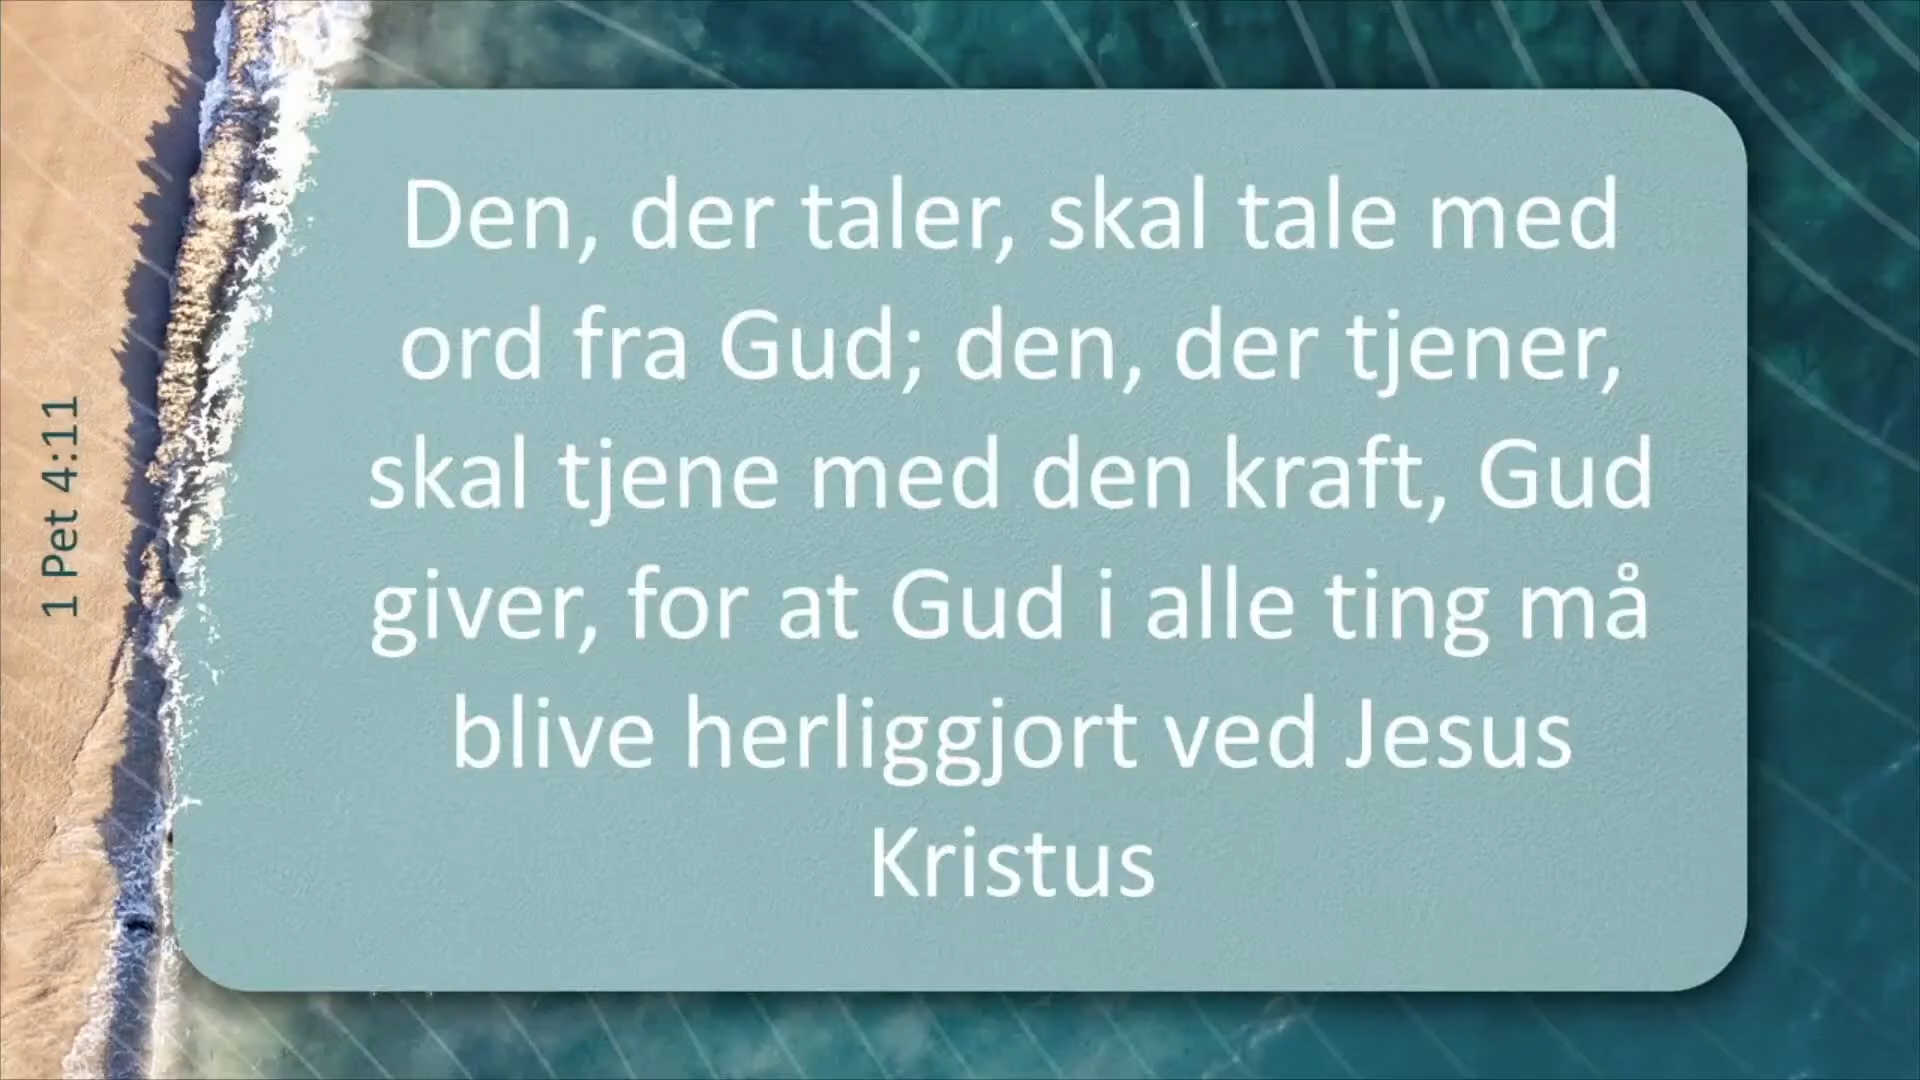 1 Pet 4:11
Den, der taler, skal tale med
ord fra Gud; den, der tjener,
skal tjene med den kraft, Gud
giver, for at Gud i alle ting må
blive herliggjort ved Jesus
Kristus